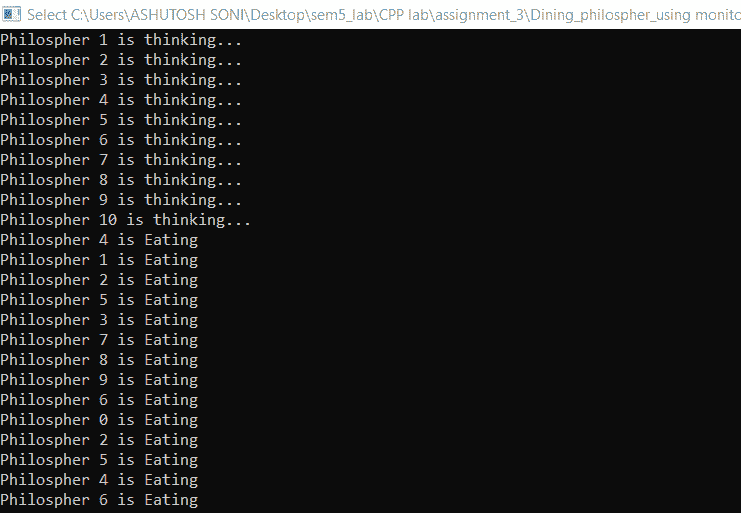 Select C:\Users\ASHUTOSH SONI\Desktop\sem5_lab\CPP lab\assignment_3\Dining_philospher_using monito
Philospher 1 is thinking...
Philospher 2 is thinking...
Philospher 3 is thinking...
Philospher 4 is thinking...
Philospher 5 is thinking...
Philospher 6 is thinking...
Philospher 7 is thinking...
Philospher 8 is thinking...
Philospher 9 is thinking...
Philospher 10 is thinking...
Philospher 4 is Eating
Philospher 1 is Eating
Philospher 2 is Eating
Philospher 5 is Eating
Philospher 3 is Eating
Philospher 7 is Eating
Philospher 8 is Eating
Philospher 9 is Eating
Philospher 6 is Eating
Philospher 0 is Eating
Philospher 2 is Eating
Philospher 5 is Eating
Philospher 4 is Eating
Philospher 6 is Eating